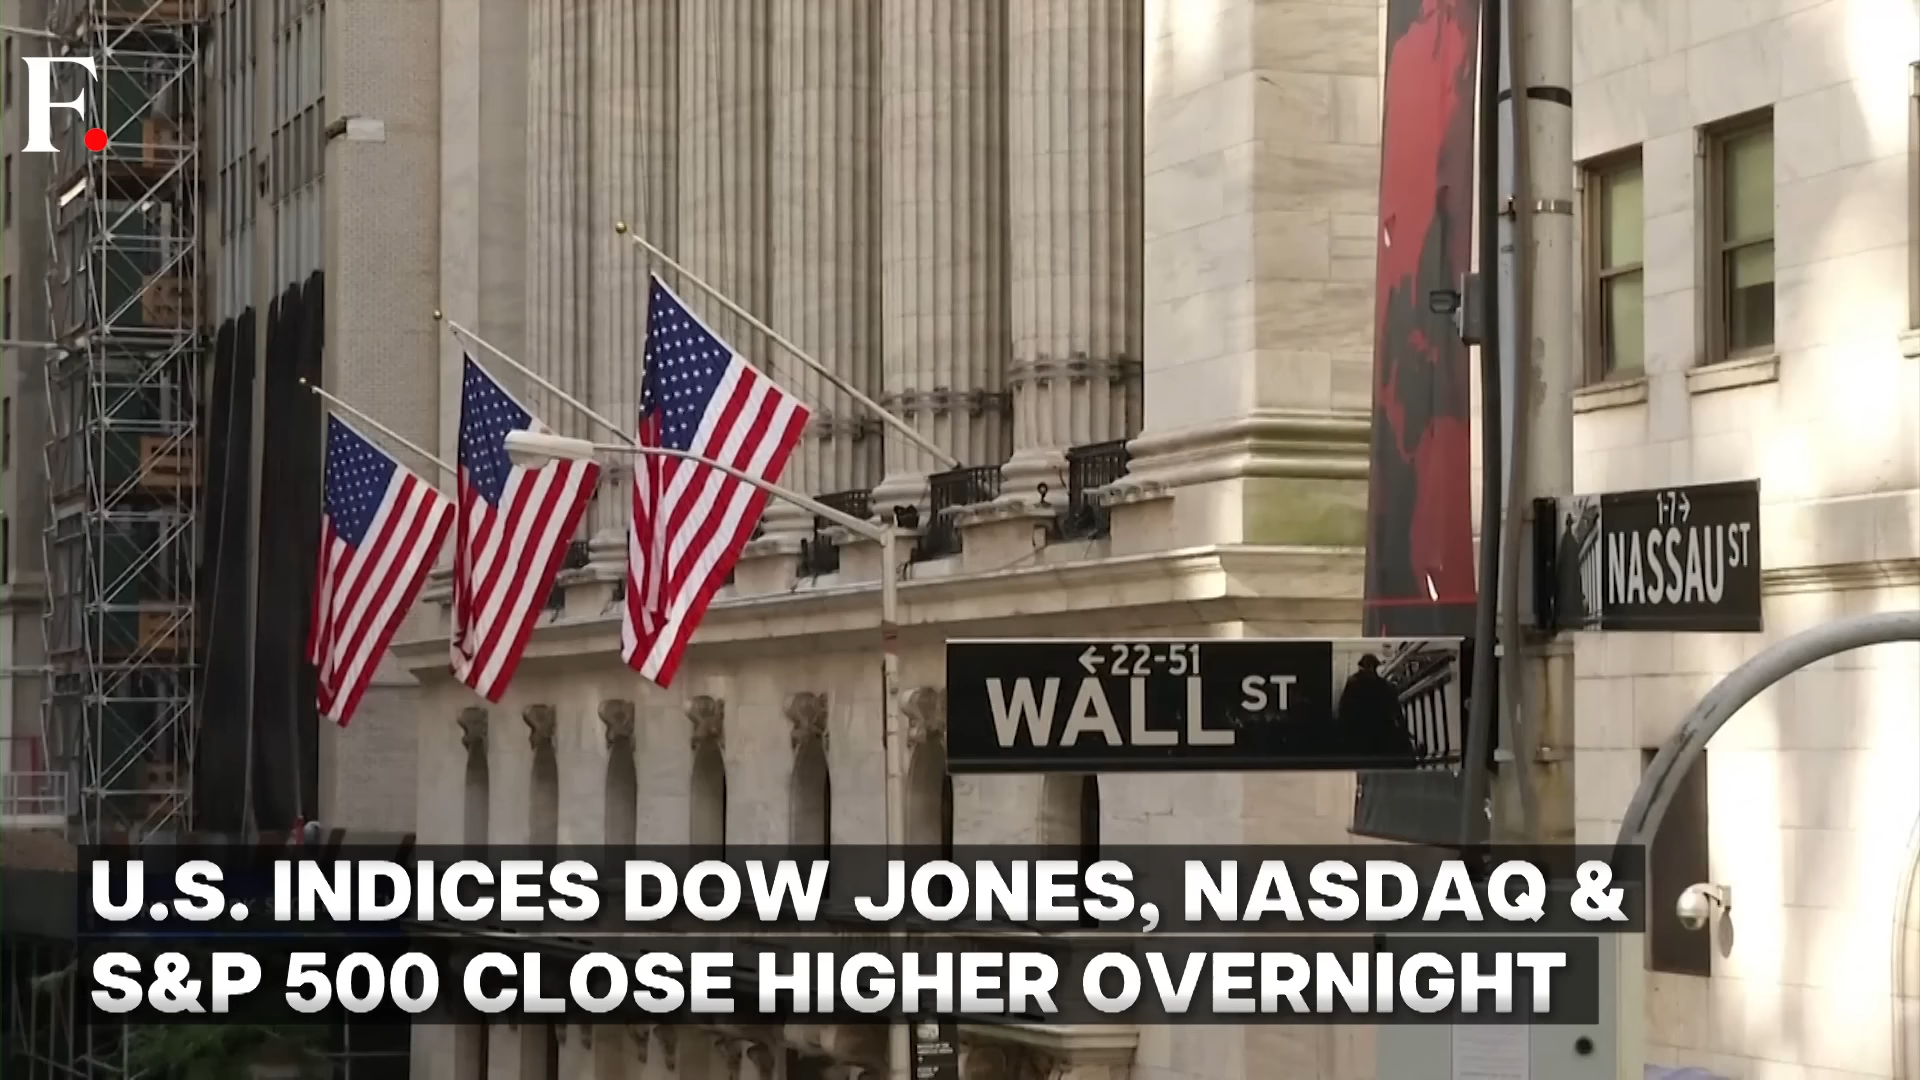 F.
1-7→
NASSAU ST
←22-51
WALL ST
U.S. INDICES DOW JONES, NASDAQ &
S&P 500 CLOSE HIGHER OVERNIGHT